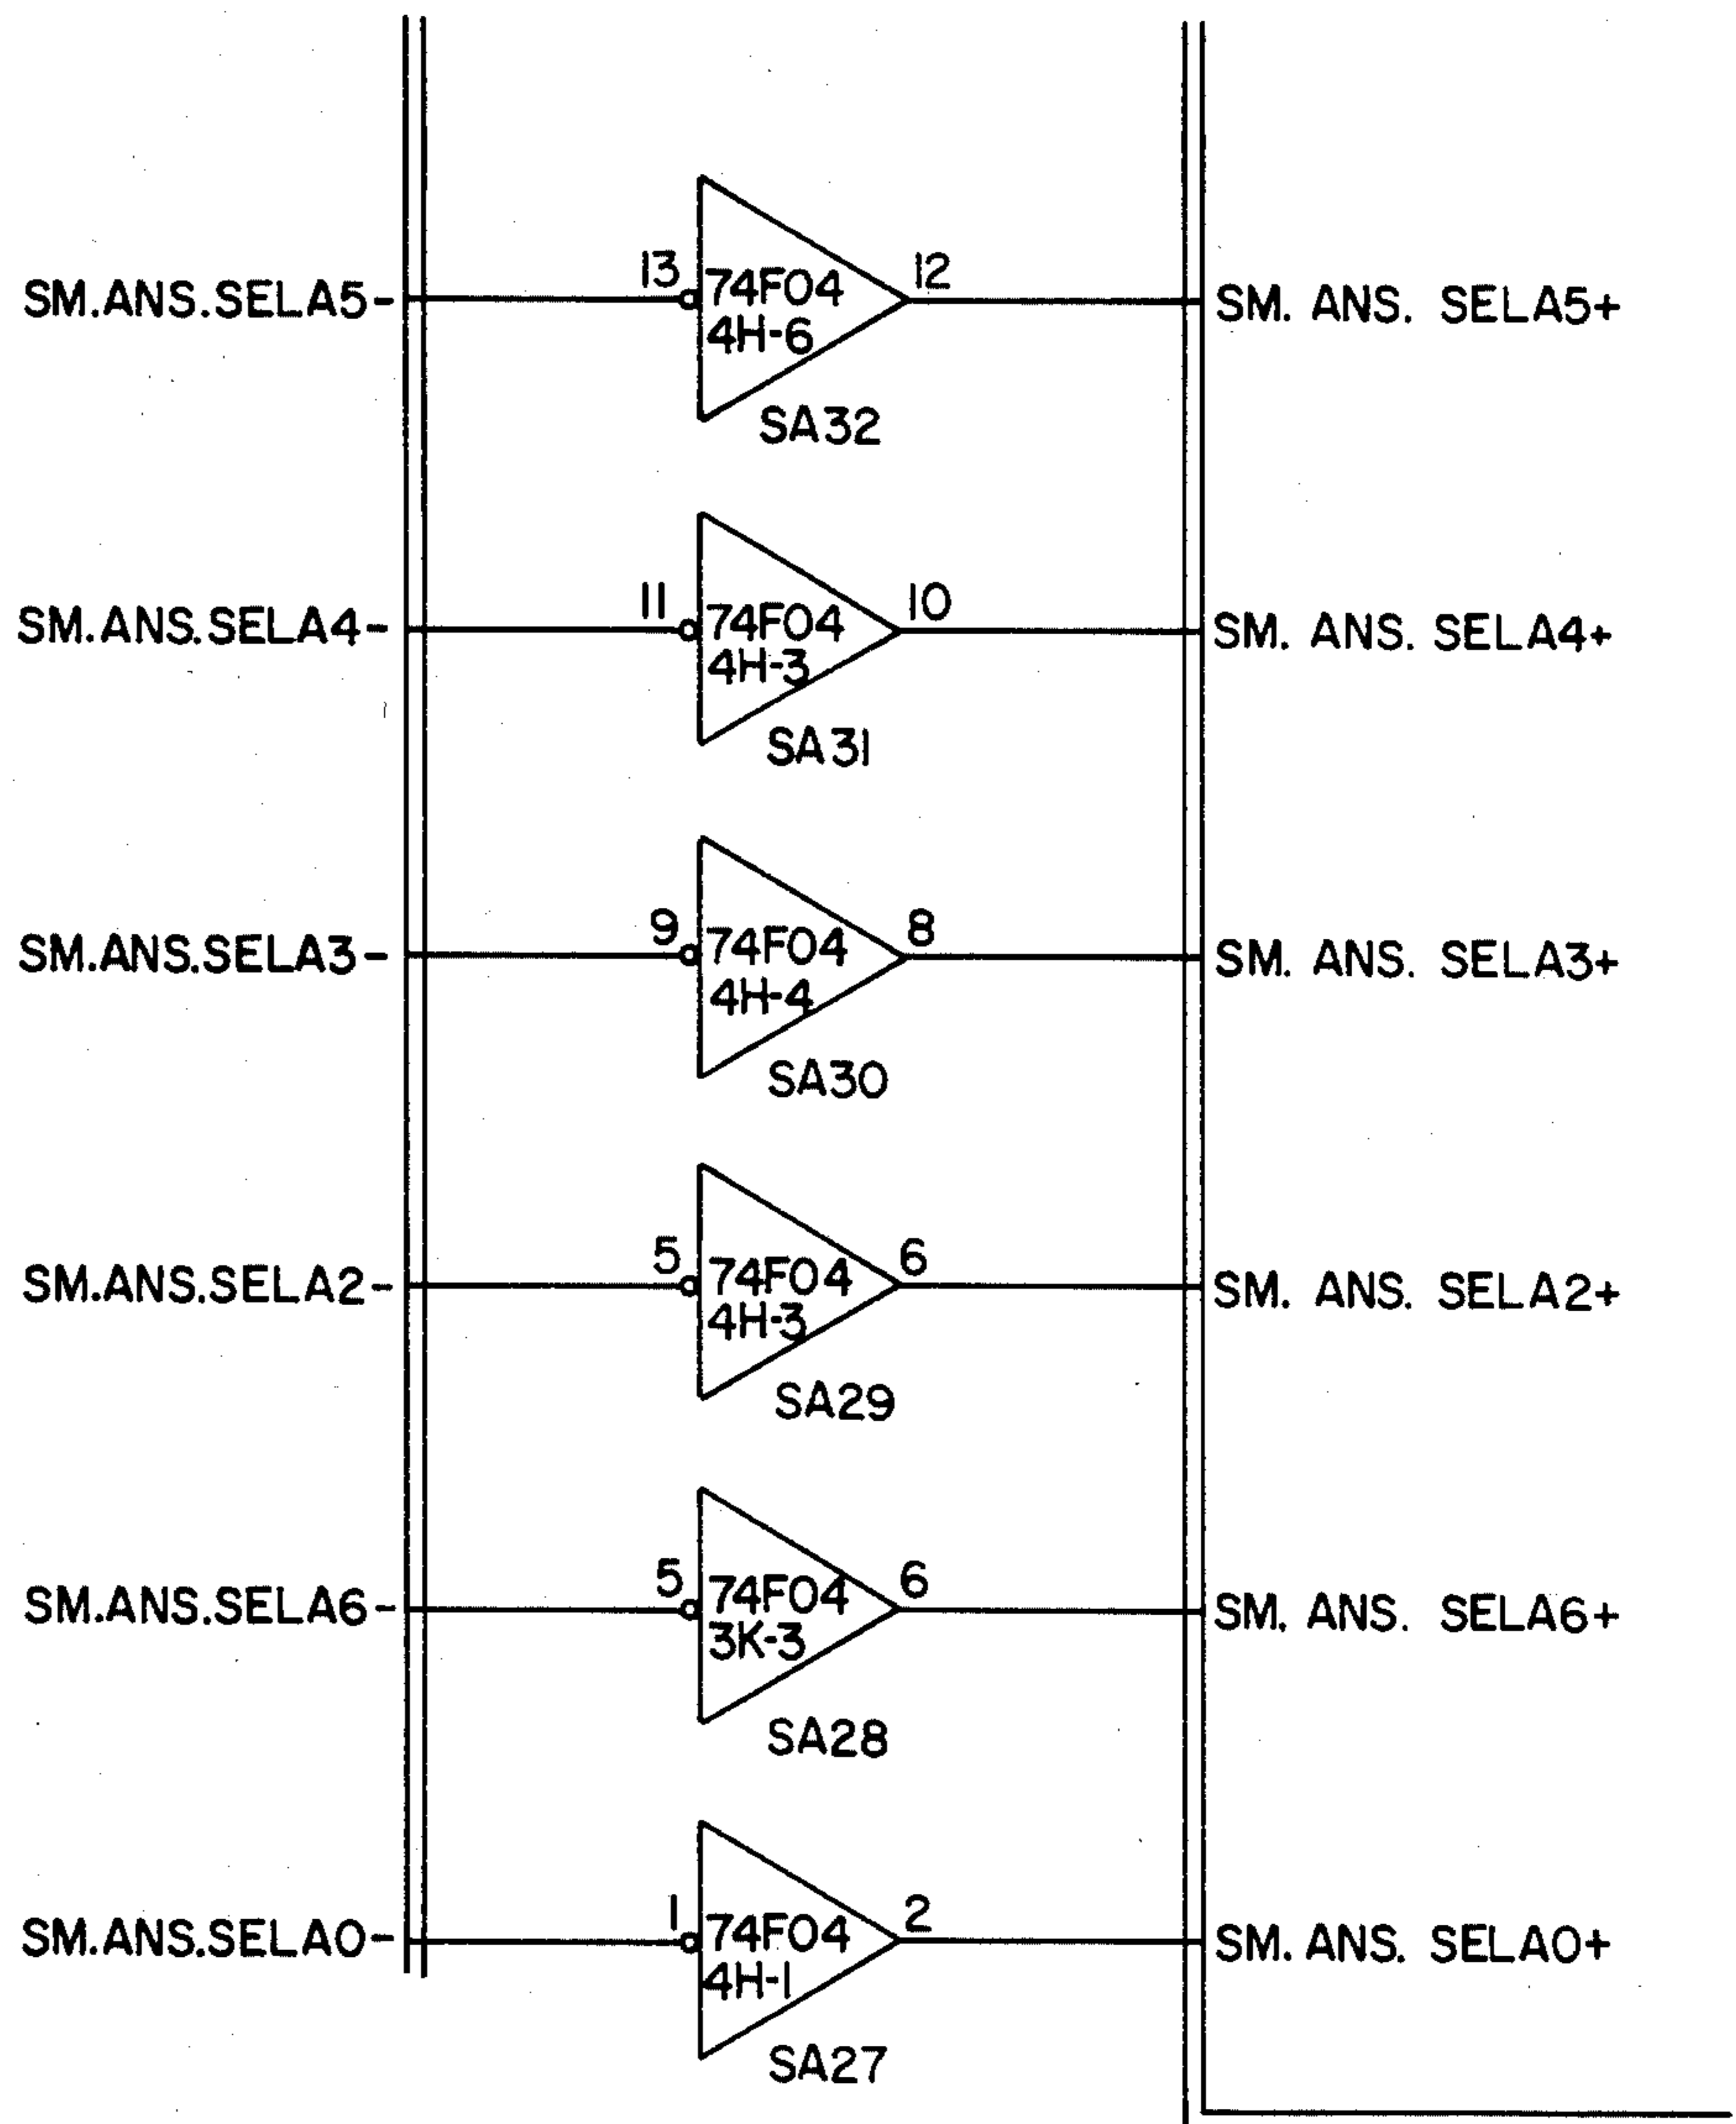 SM.ANS.SELA5- 13 74F04 12 SM. ANS. SELA5+
4H-6
SA32
SM.ANS.SELA4- 11 74F04 10 SM. ANS. SELA4+
4H-3
SA31
SM.ANS.SELA3- 9 74F04 8 SM. ANS. SELA3+
4H-4
SA30
SM.ANS.SELA2- 5 74F04 6 SM. ANS. SELA2+
4H-3
SA29
SM.ANS.SELA6- 5 74F04 6 SM. ANS. SELA6+
3K-3
SA28
SM.ANS.SELA0- 1 74F04 2 SM. ANS. SELA0+
4H-1
SA27